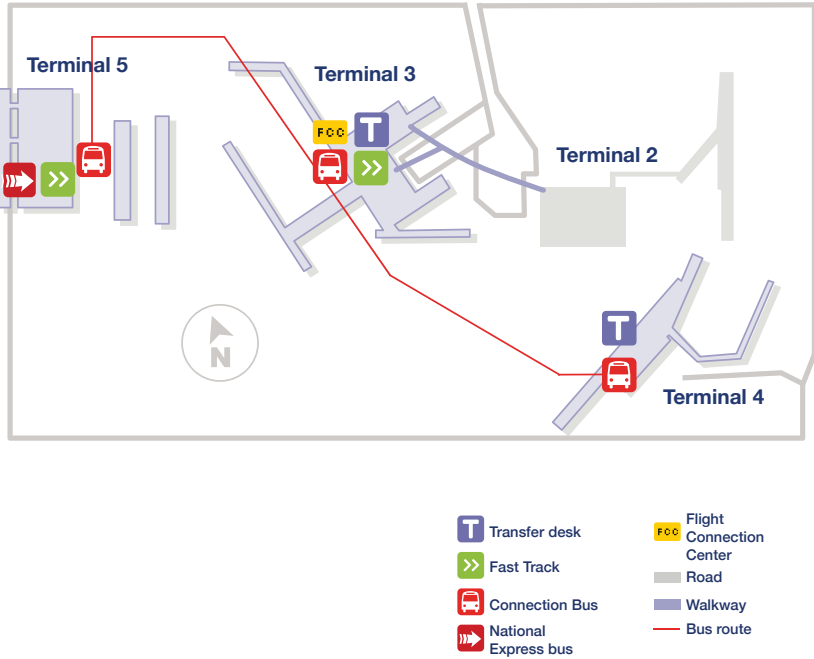 Terminal 5
Terminal 3
FCC
T
Terminal 2
T
N
Terminal 4
T Transfer desk
Fast Track
Connection Bus
National
Express bus
FCC Flight
Connection
Center
Road
Walkway
Bus route